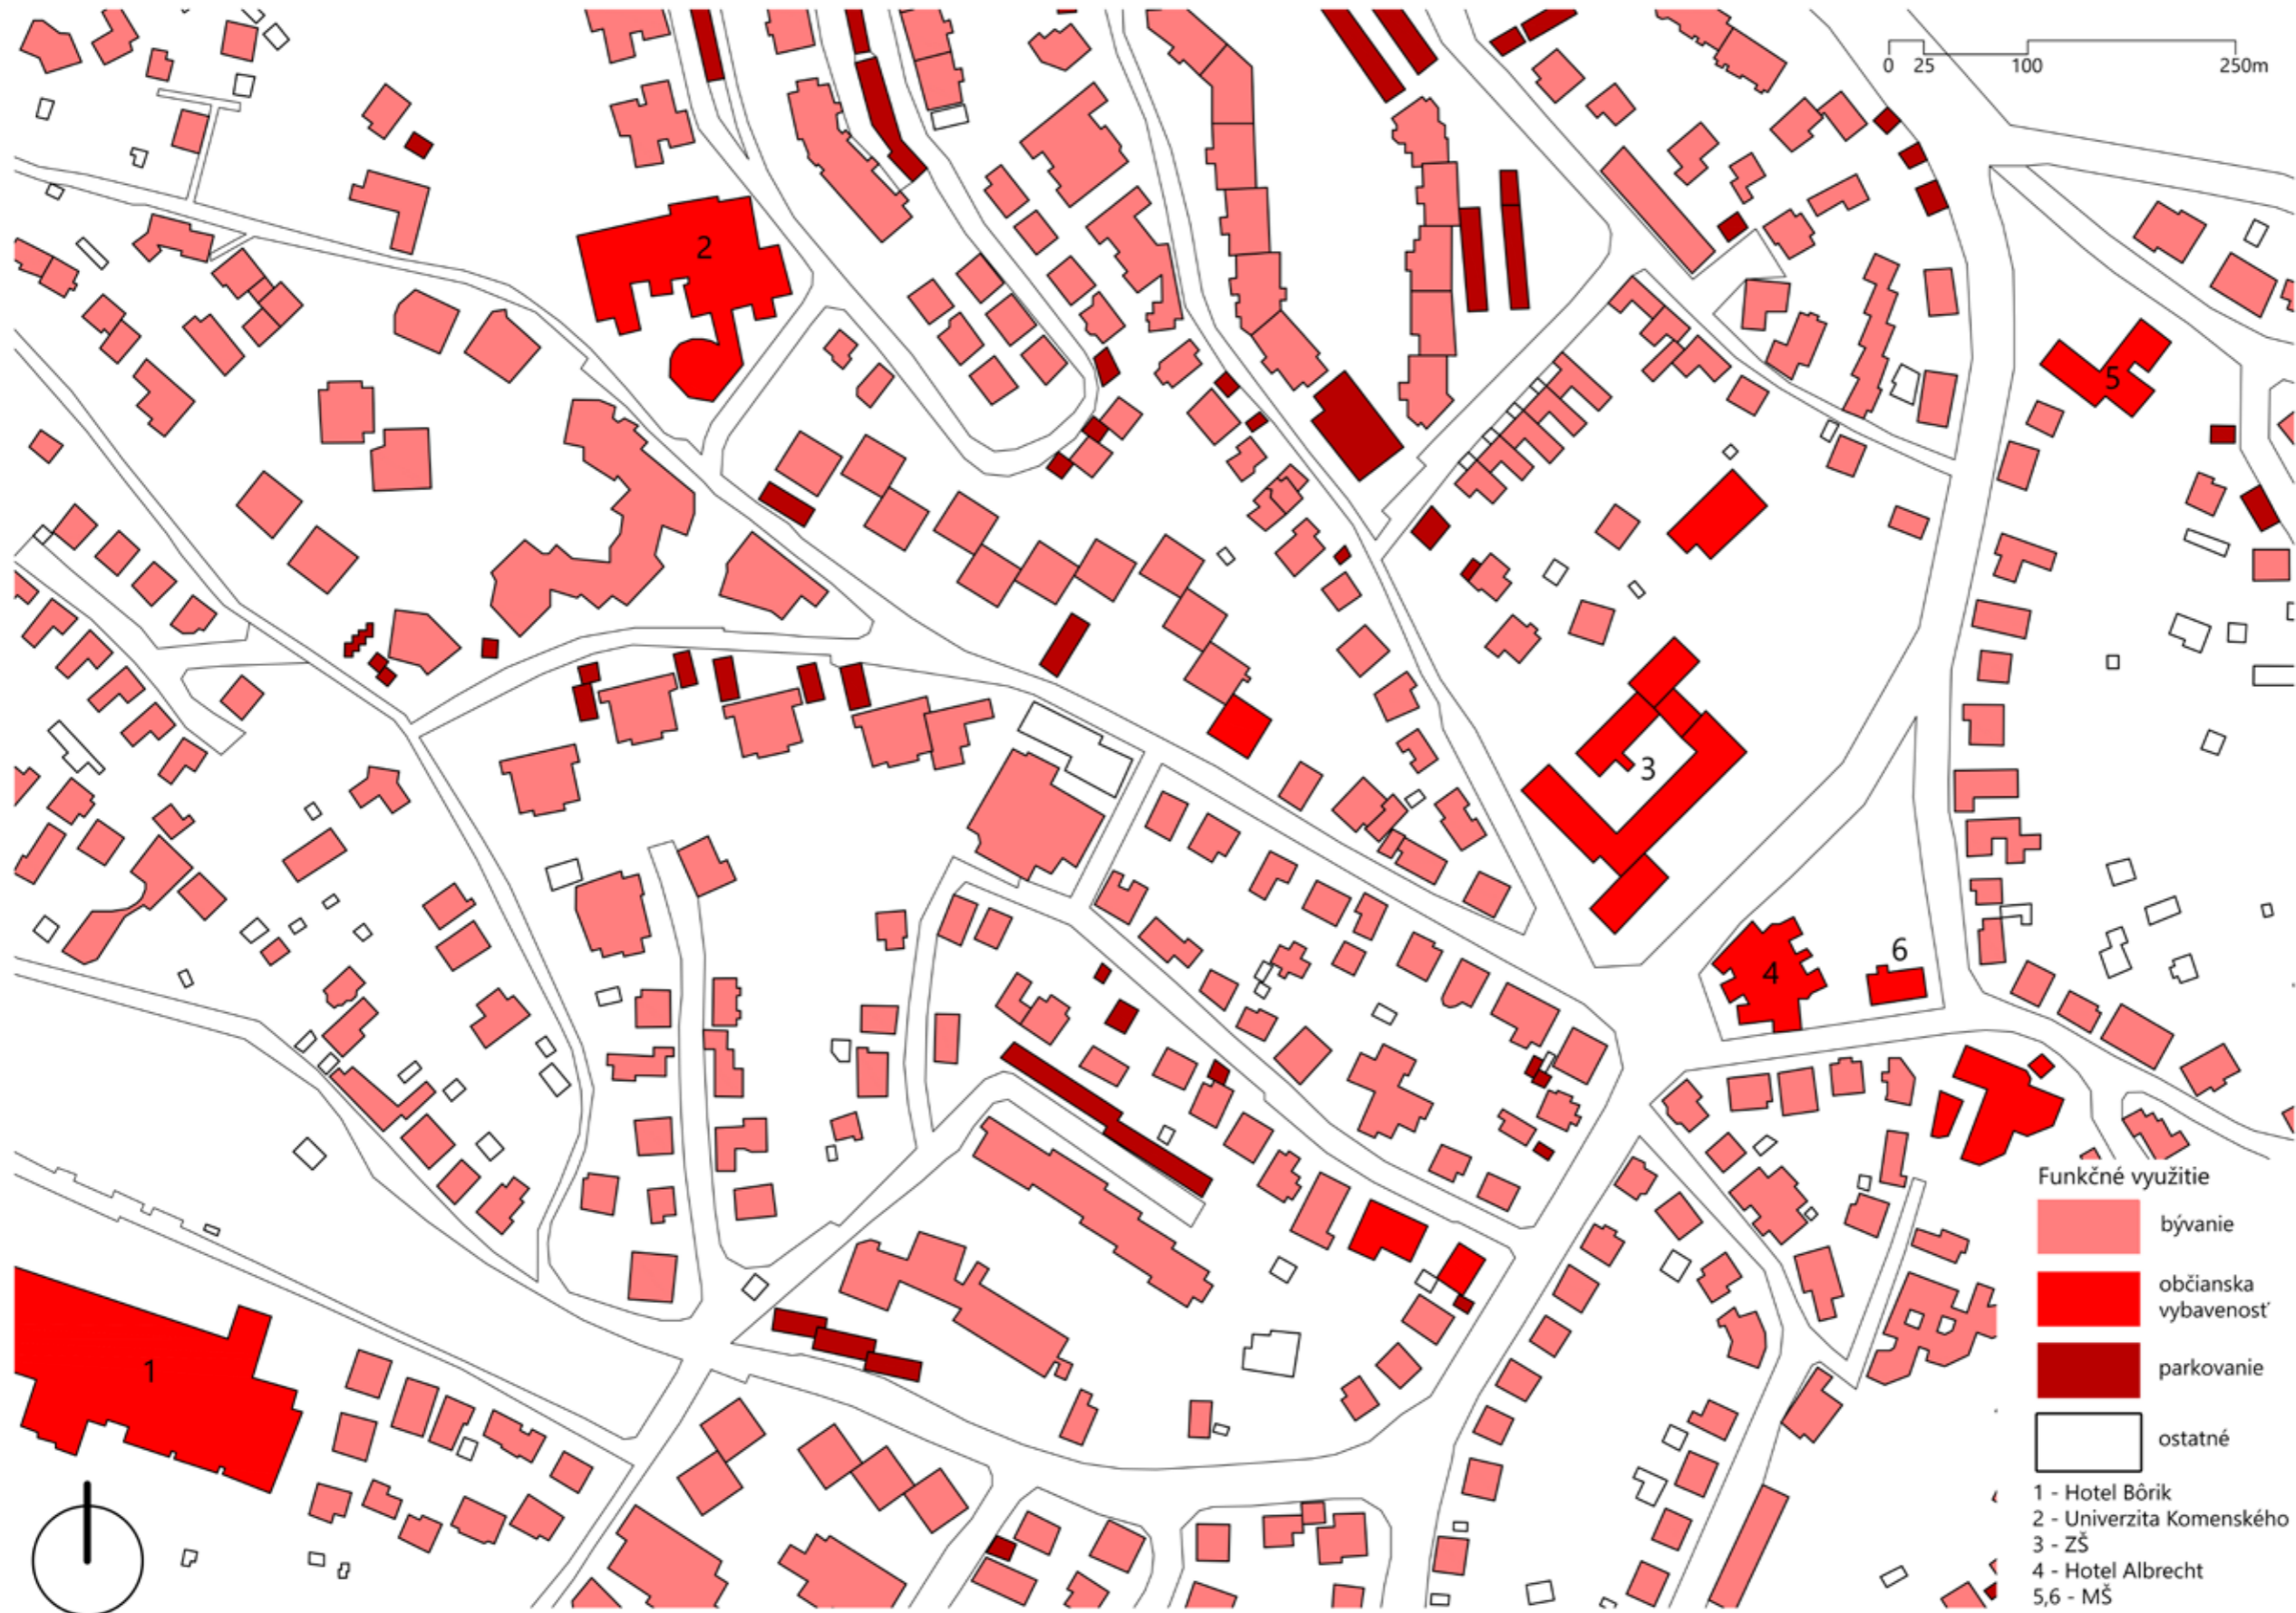 0 25 100 250m
2
5
3
4
6
1
Funkčné využitie
bývanie
občianska
vybavenosť
parkovanie
ostatné
1 - Hotel Bôrik
2 - Univerzita Komenského
3 - ZŠ
4 - Hotel Albrecht
5,6 - MŠ